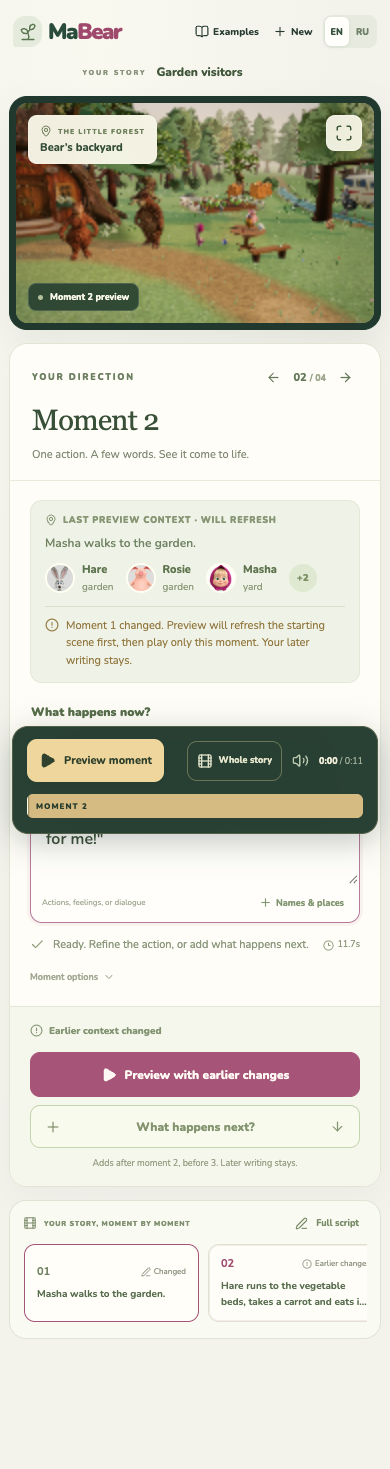 MaBear
Examples
New
EN
RU
YOUR STORY Garden visitors
THE LITTLE FOREST
Bear's backyard
Moment 2 preview
YOUR DIRECTION
02 / 04
Moment 2
One action. A few words. See it come to life.
LAST PREVIEW CONTEXT · WILL REFRESH
Masha walks to the garden.
Hare
garden
Rosie
garden
Masha
yard
+2
Moment 1 changed. Preview will refresh the starting
scene first, then play only this moment. Your later
writing stays.
What happens now?
Preview moment
Whole story
0:00 / 0:11
MOMENT 2
for me!"
Actions, feelings, or dialogue
Names & places
Ready. Refine the action, or add what happens next.
11.7s
Moment options
Earlier context changed
Preview with earlier changes
What happens next?
Adds after moment 2, before 3. Later writing stays.
YOUR STORY, MOMENT BY MOMENT
Full script
01
Changed
Masha walks to the garden.
02
Earlier change
Hare runs to the vegetable
beds, takes a carrot and eats i...